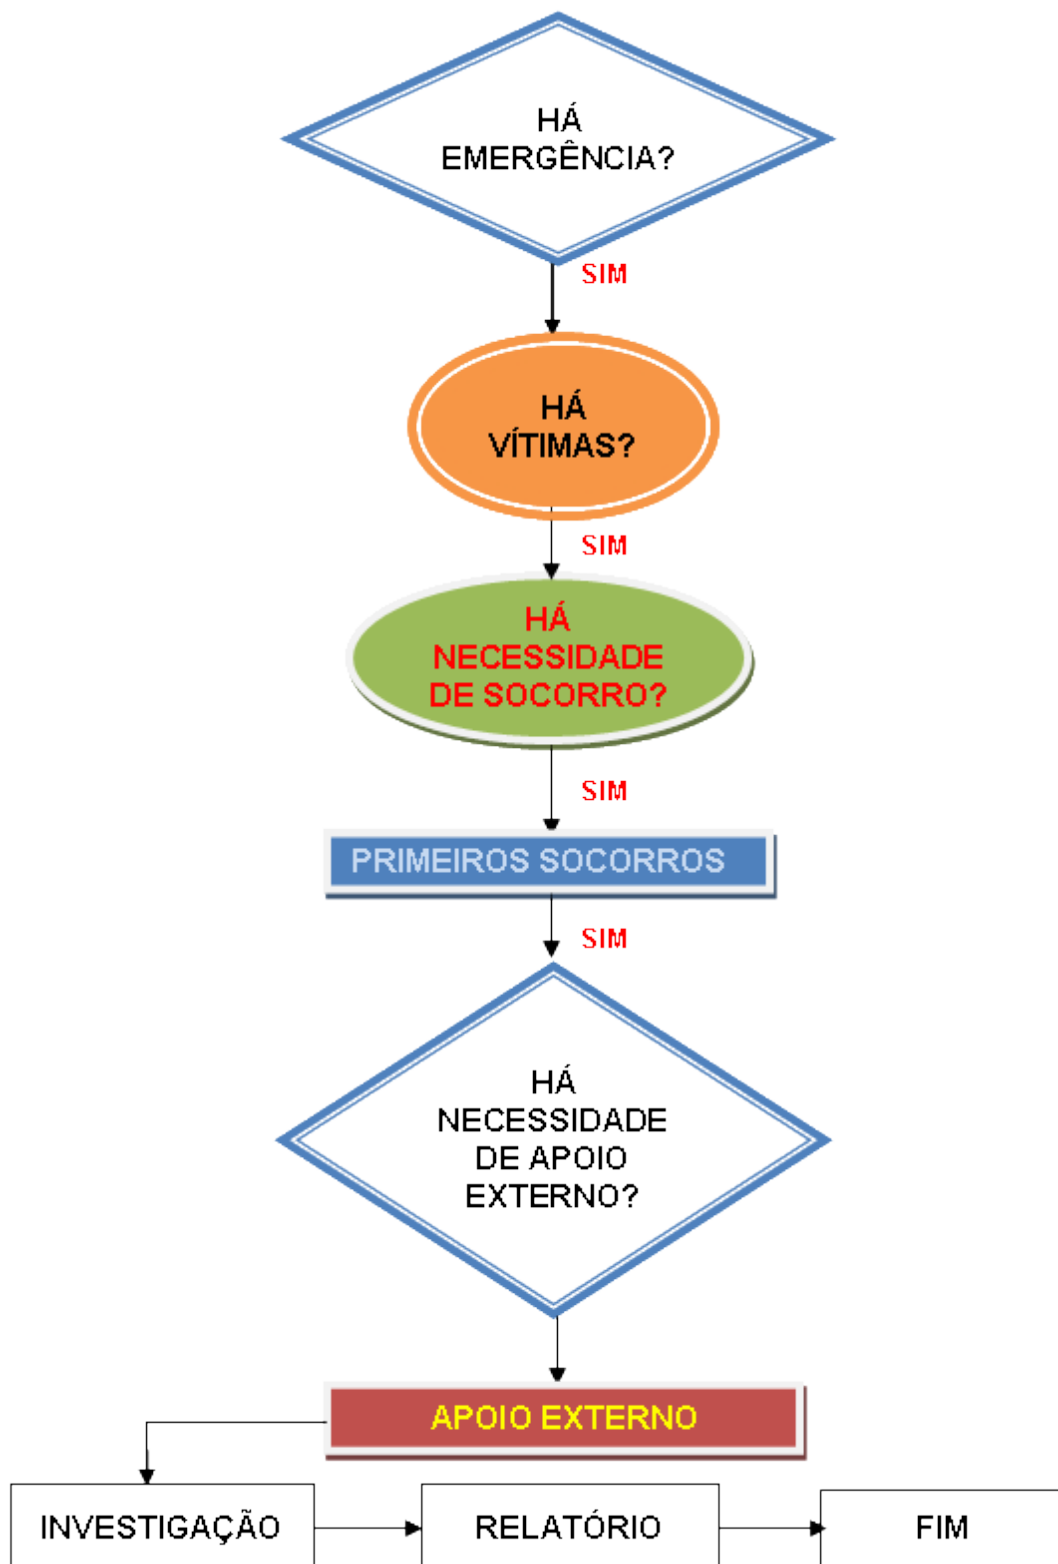 HÁ
EMERGÊNCIA?
SIM
HÁ
VÍTIMAS?
SIM
HÁ
NECESSIDADE
DE SOCORRO?
SIM
PRIMEIROS SOCORROS
SIM
HÁ
NECESSIDADE
DE APOIO
EXTERNO?
APOIO EXTERNO
INVESTIGAÇÃO
RELATÓRIO
FIM